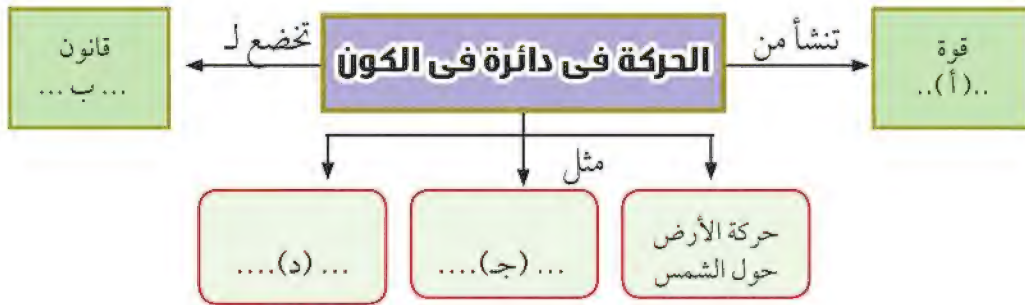 الحركة فى دائرة فى الكون
تنشأ من
قوة
..(أ)..
تخضع لـ
قانون
... ب ...
مثل
حركة الأرض
حول الشمس
... (جـ)....
... (د)....